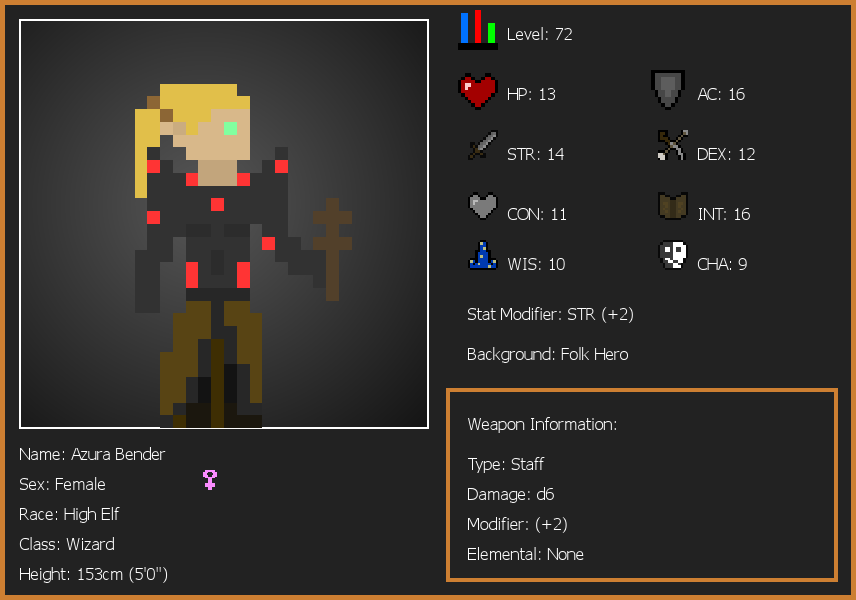 Level: 72
HP: 13
AC: 16
STR: 14
DEX: 12
CON: 11
INT: 16
WIS: 10
CHA: 9
Stat Modifier: STR (+2)
Background: Folk Hero
Weapon Information:
Type: Staff
Damage: d6
Modifier: (+2)
Elemental: None
Name: Azura Bender
Sex: Female
Race: High Elf
Class: Wizard
Height: 153cm (5'0")